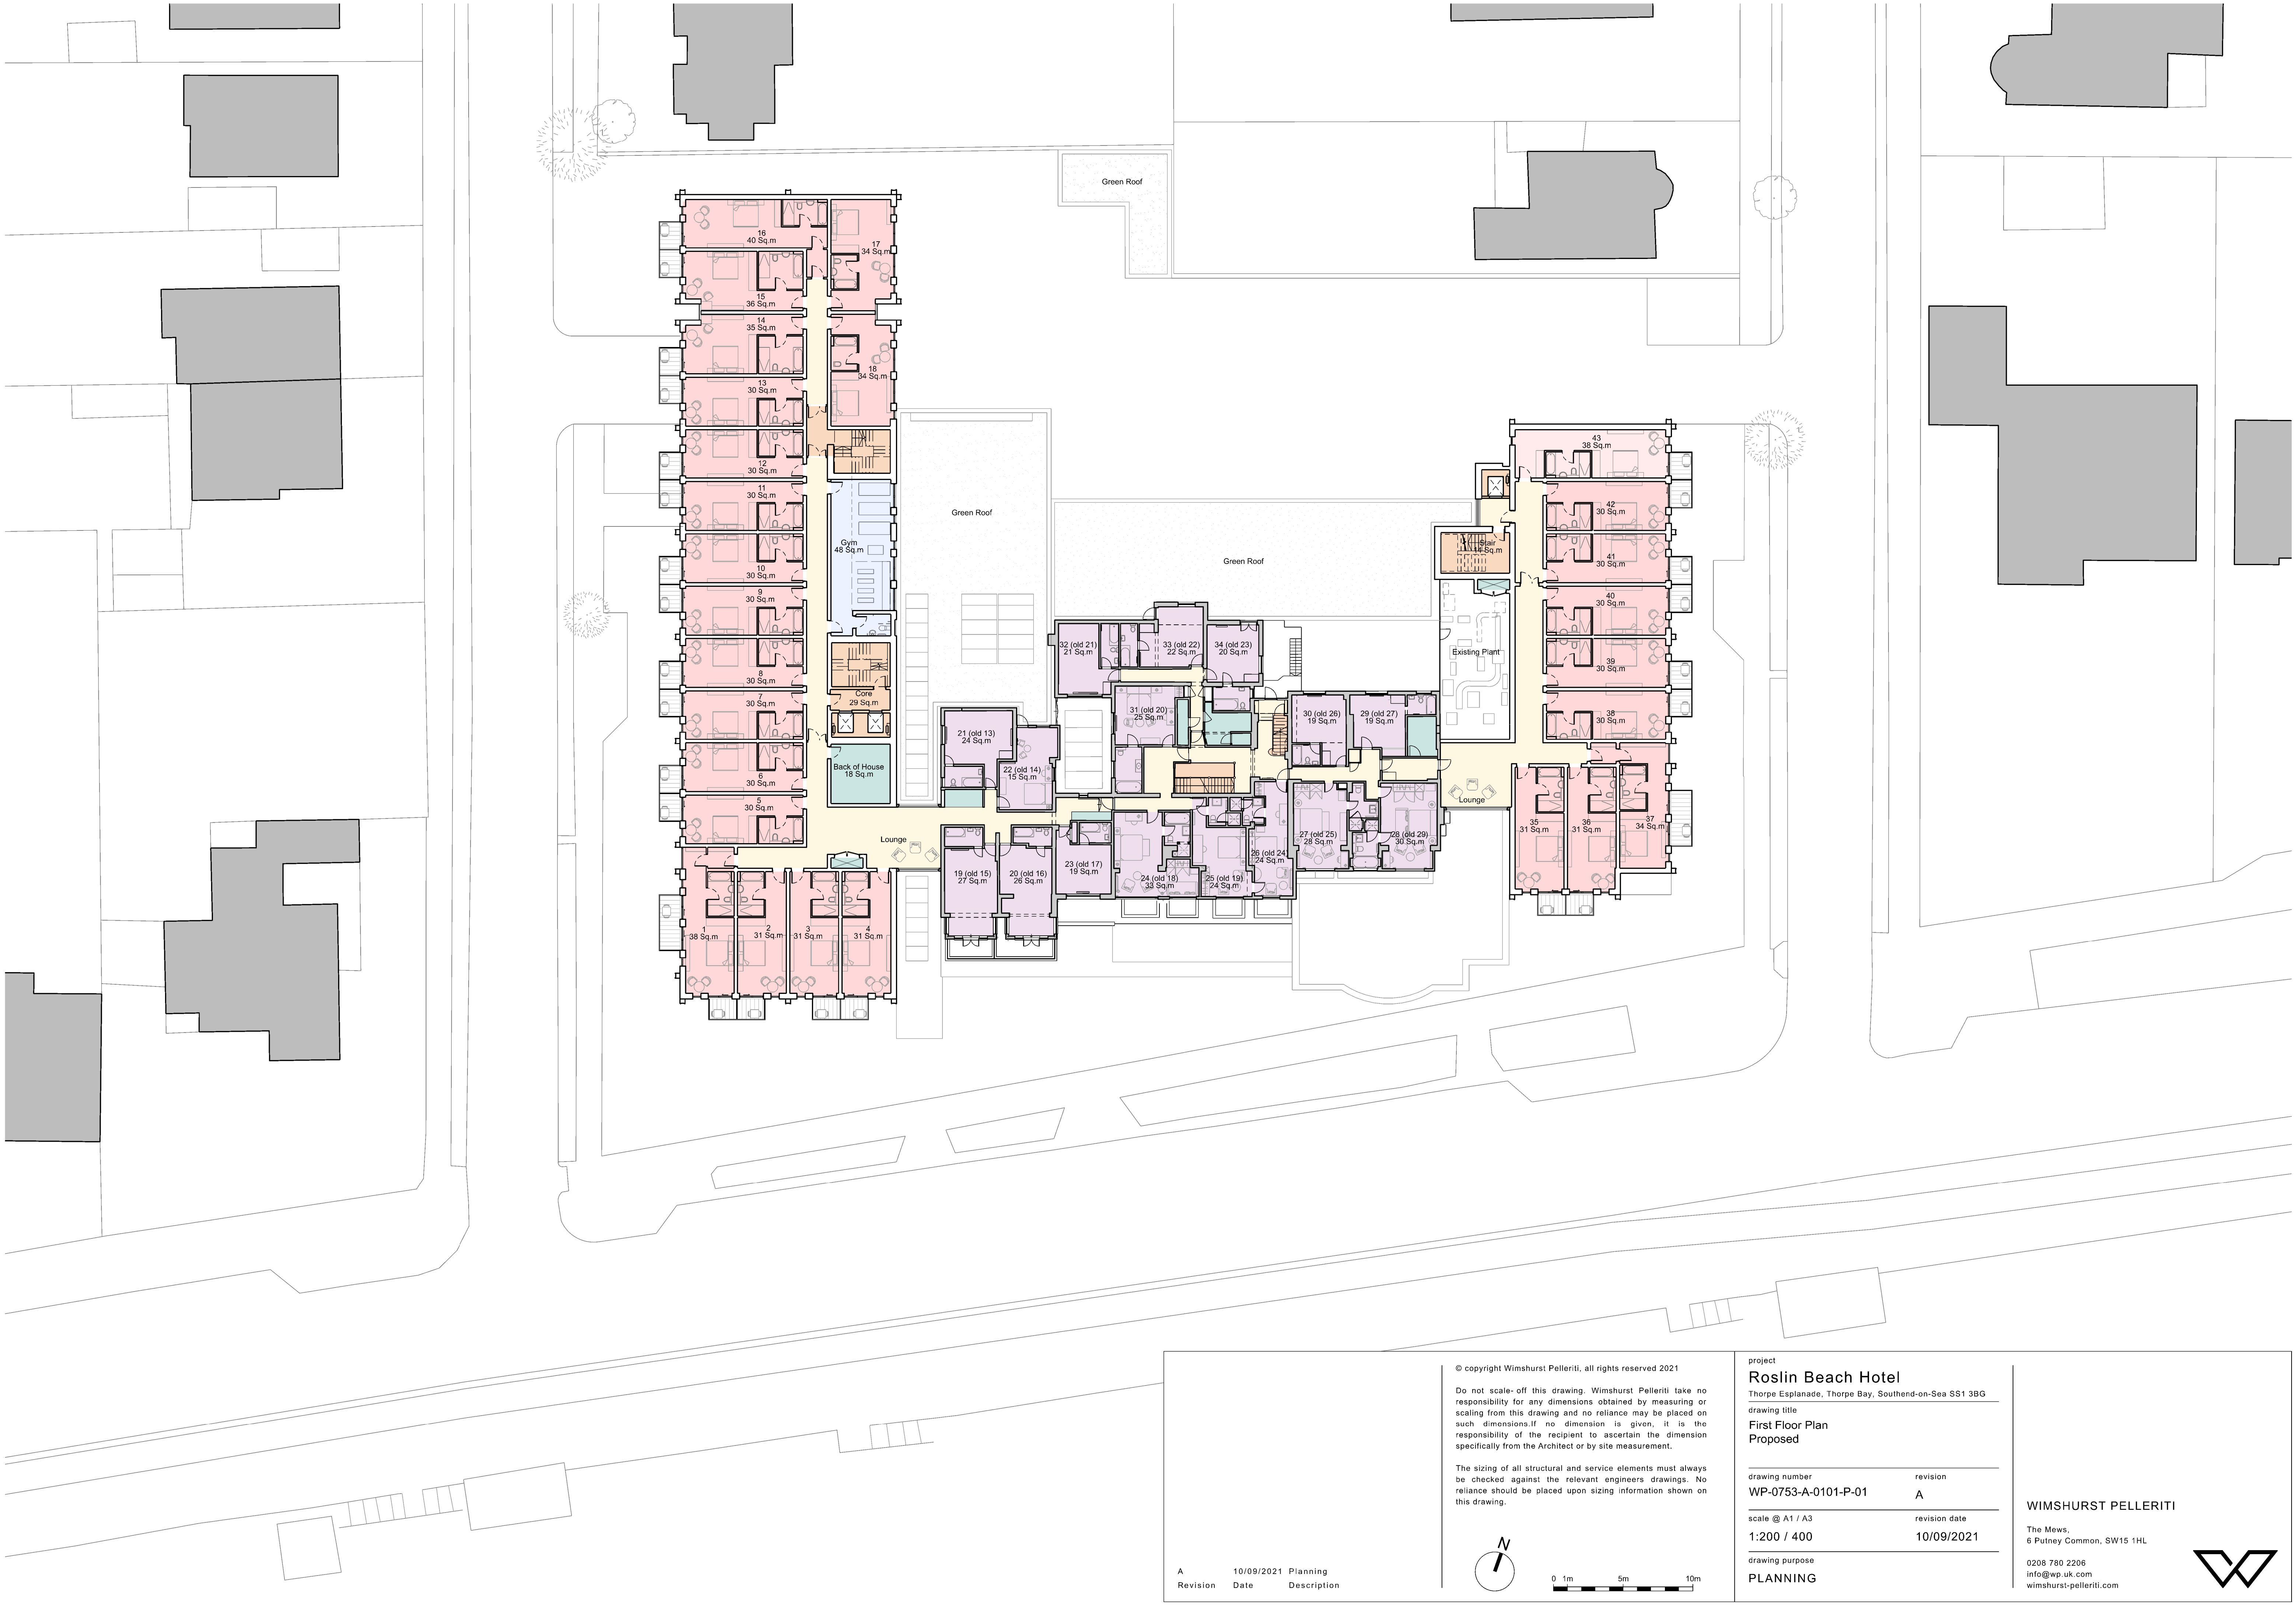 Green Roof
16
40 Sq.m
17
34 Sq.m
15
36 Sq.m
14
35 Sq.m
18
34 Sq.m
13
30 Sq.m
12
30 Sq.m
11
30 Sq.m
Gym
48 Sq.m
10
30 Sq.m
9
30 Sq.m
8
30 Sq.m
Core
29 Sq.m
7
30 Sq.m
Back of House
18 Sq.m
6
30 Sq.m
5
30 Sq.m
Lounge
1
38 Sq.m
2
31 Sq.m
3
31 Sq.m
4
31 Sq.m
Green Roof
Green Roof
32 (old 21)
21 Sq.m
33 (old 22)
22 Sq.m
34 (old 23)
20 Sq.m
31 (old 20)
25 Sq.m
30 (old 26)
19 Sq.m
29 (old 27)
19 Sq.m
21 (old 13)
24 Sq.m
22 (old 14)
15 Sq.m
19 (old 15)
27 Sq.m
20 (old 16)
26 Sq.m
23 (old 17)
19 Sq.m
24 (old 18)
33 Sq.m
25 (old 19)
24 Sq.m
26 (old 24)
24 Sq.m
27 (old 25)
28 Sq.m
28 (old 29)
30 Sq.m
43
38 Sq.m
42
30 Sq.m
Stair
Sq.m
41
30 Sq.m
40
30 Sq.m
Existing Plant
39
30 Sq.m
38
30 Sq.m
Lounge
35
31 Sq.m
36
31 Sq.m
37
34 Sq.m
A 10/09/2021 Planning
Revision Date Description
© copyright Wimshurst Pelleriti, all rights reserved 2021
Do not scale- off this drawing. Wimshurst Pelleriti take no
responsibility for any dimensions obtained by measuring or
scaling from this drawing and no reliance may be placed on
such dimensions.If no dimension is given, it is the
responsibility of the recipient to ascertain the dimension
specifically from the Architect or by site measurement.
The sizing of all structural and service elements must always
be checked against the relevant engineers drawings. No
reliance should be placed upon sizing information shown on
this drawing.
N
0 1m 5m 10m
project
Roslin Beach Hotel
Thorpe Esplanade, Thorpe Bay, Southend-on-Sea SS1 3BG
drawing title
First Floor Plan
Proposed
drawing number revision
WP-0753-A-0101-P-01 A
scale @ A1 / A3 revision date
1:200 / 400 10/09/2021
drawing purpose
PLANNING
WIMSHURST PELLERITI
The Mews,
6 Putney Common, SW15 1HL
0208 780 2206
info@wp.uk.com
wimshurst-pelleriti.com